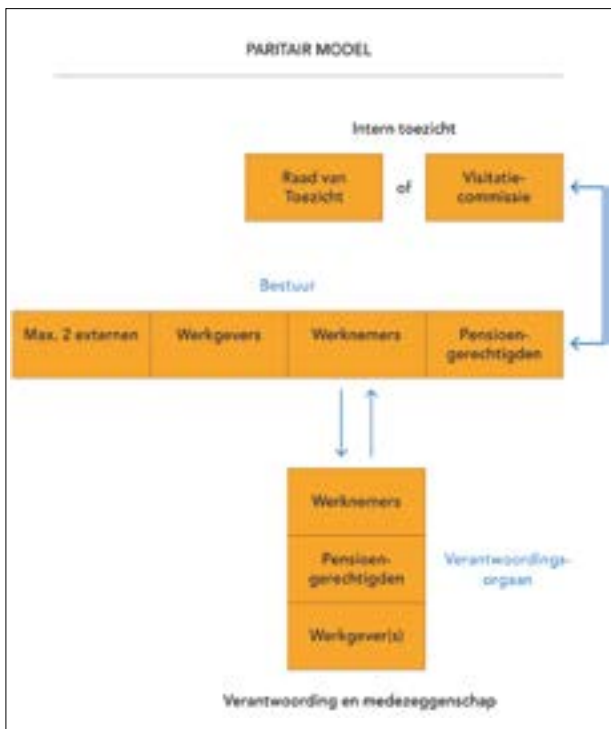 PARITAIR MODEL
Intern toezicht
Raad van
Toezicht
of
Visitatie-
commissie
Bestuur
Max. 2 externen
Werkgevers
Werknemers
Pensioen-
gerechtigden
Werknemers
Pensioen-
gerechtigden
Werkgever(s)
Verantwoordings-
orgaan
Verantwoording en medezeggenschap